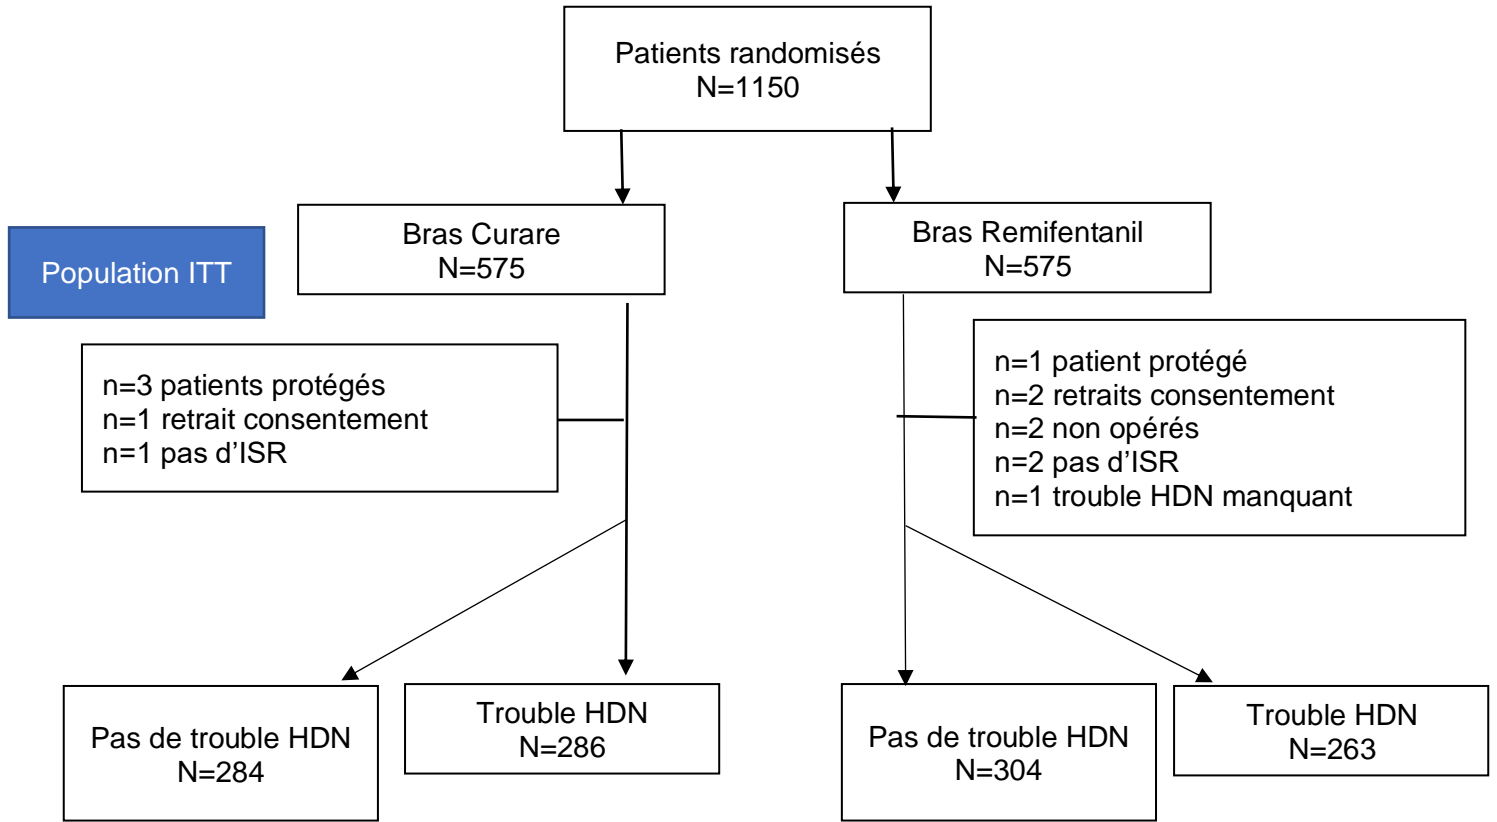 Patients randomisés
N=1150
Bras Curare
N=575
Bras Remifentanil
N=575
Population ITT
n=3 patients protégés
n=1 retrait consentement
n=1 pas d’ISR
n=1 patient protégé
n=2 retraits consentement
n=2 non opérés
n=2 pas d’ISR
n=1 trouble HDN manquant
Pas de trouble HDN
N=284
Trouble HDN
N=286
Pas de trouble HDN
N=304
Trouble HDN
N=263